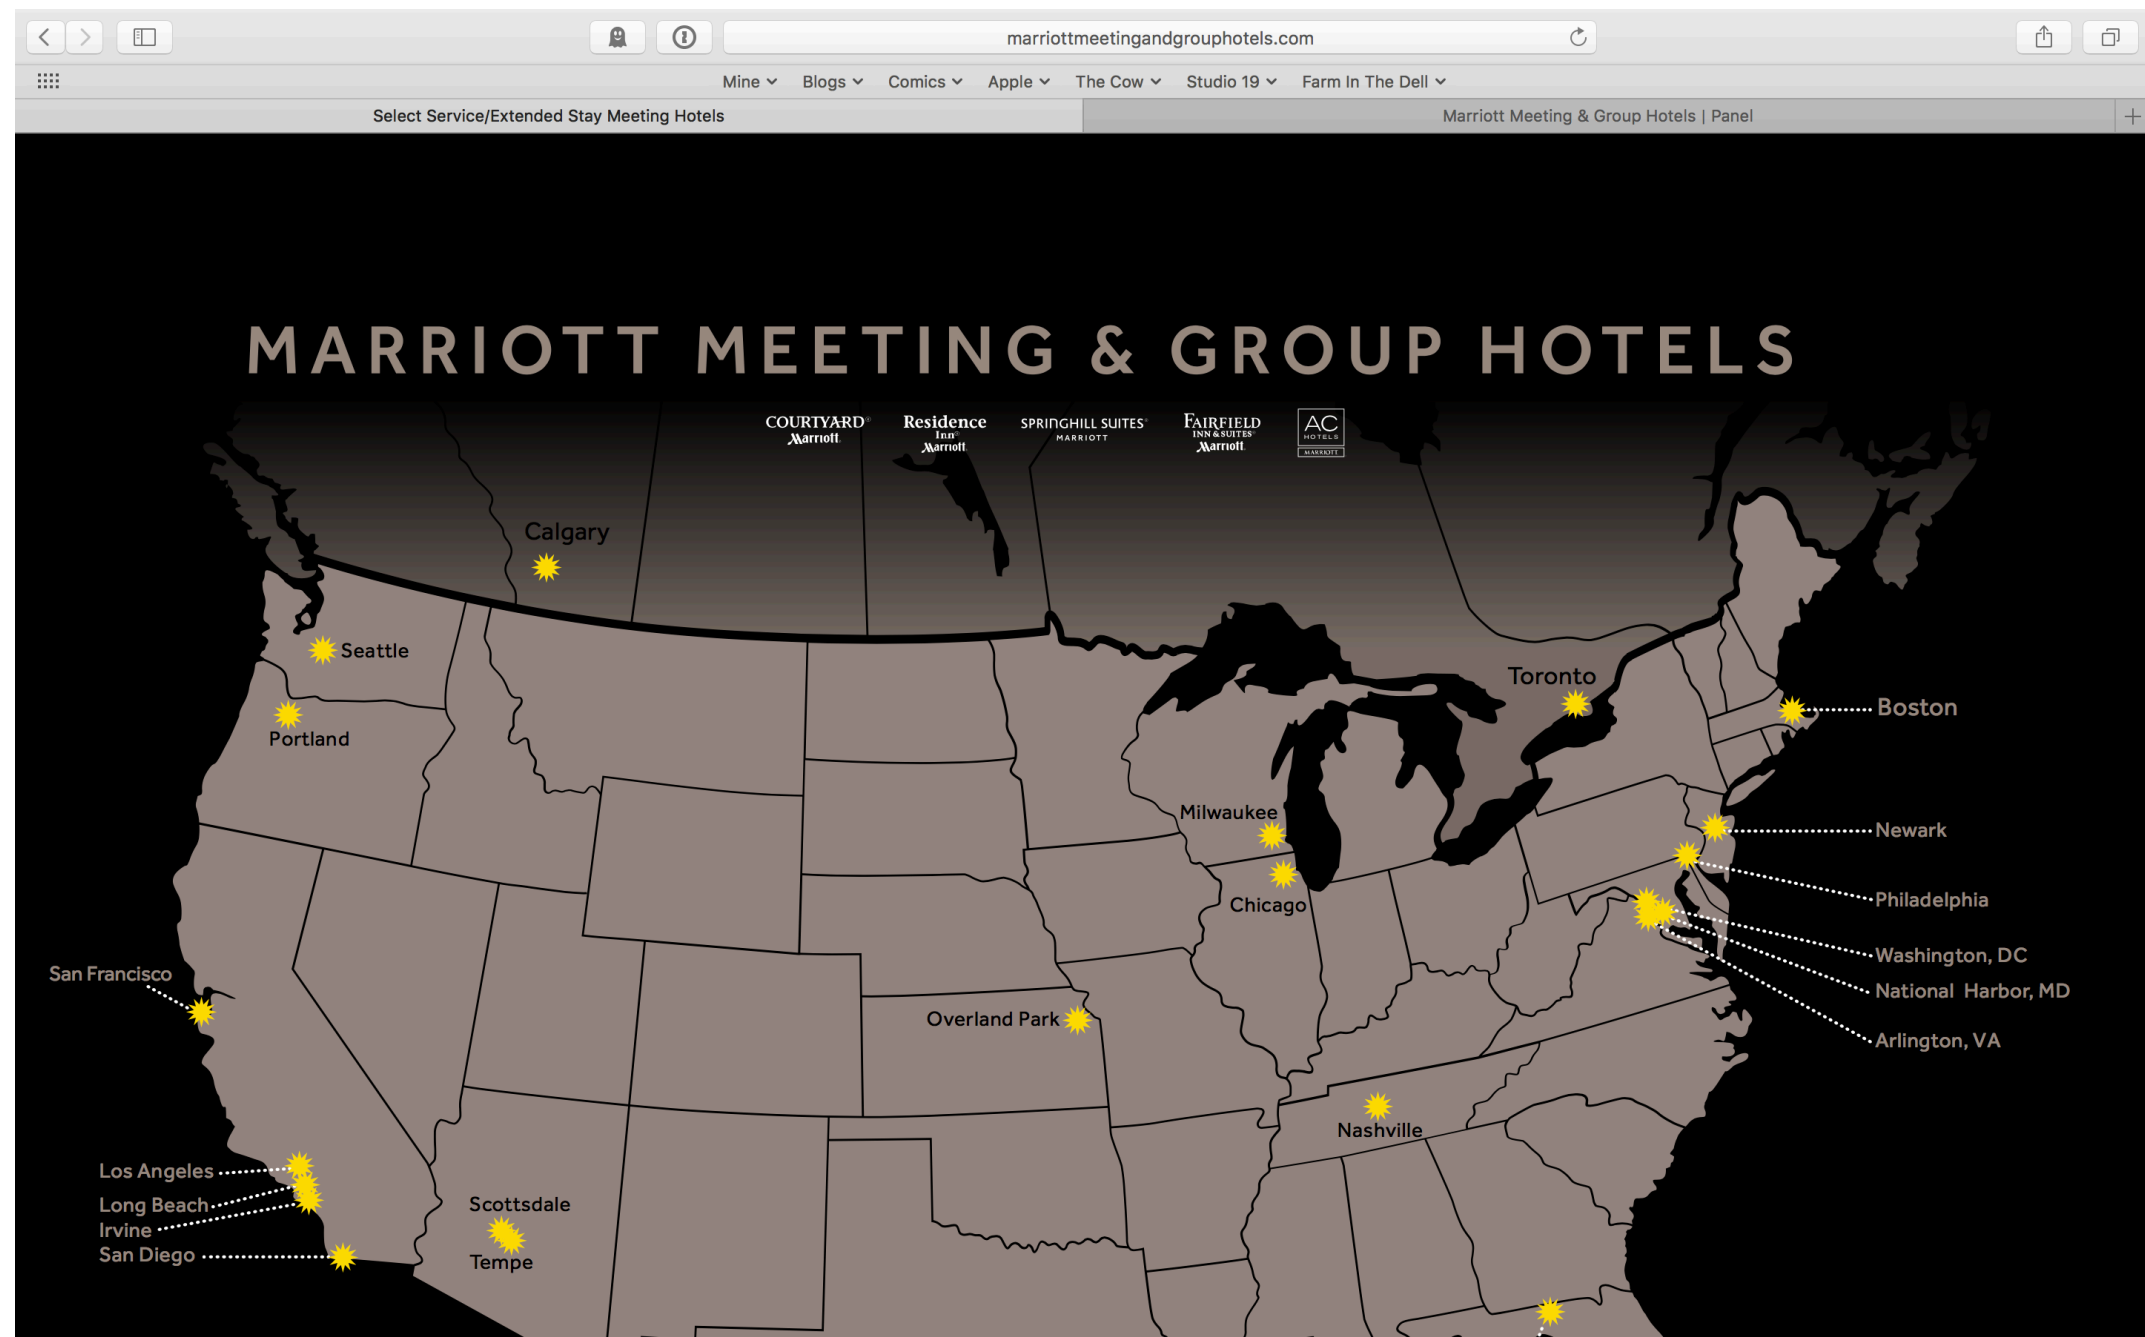 marriottmeetingandgrouphotels.com
Mine Blogs Comics Apple The Cow Studio 19 Farm In The Dell
Select Service/Extended Stay Meeting Hotels
Marriott Meeting & Group Hotels | Panel
MARRIOTT MEETING & GROUP HOTELS
COURTYARD®
Marriott.
Residence
Inn®
Marriott.
SPRINGHILL SUITES®
MARRIOTT
FAIRFIELD
INN & SUITES®
Marriott.
AC
HOTELS
MARRIOTT
Calgary
Seattle
Portland
Toronto
Boston
Milwaukee
Chicago
Newark
Philadelphia
Washington, DC
National Harbor, MD
Arlington, VA
San Francisco
Overland Park
Nashville
Los Angeles
Long Beach
Irvine
San Diego
Scottsdale
Tempe